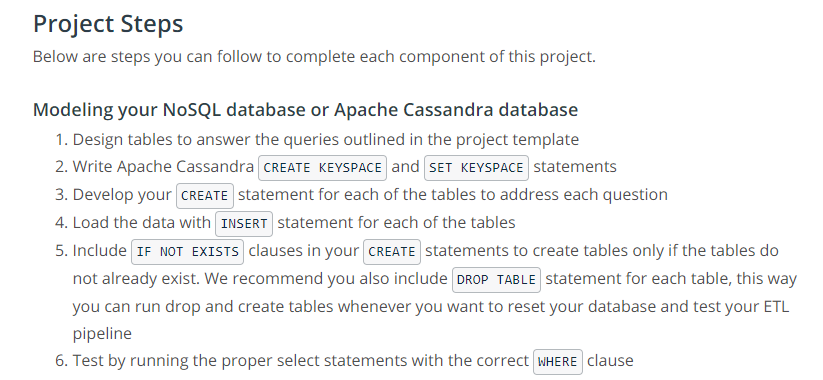 Project Steps
Below are steps you can follow to complete each component of this project.
Modeling your NoSQL database or Apache Cassandra database
1. Design tables to answer the queries outlined in the project template
2. Write Apache Cassandra CREATE KEYSPACE and SET KEYSPACE statements
3. Develop your CREATE statement for each of the tables to address each question
4. Load the data with INSERT statement for each of the tables
5. Include IF NOT EXISTS clauses in your CREATE statements to create tables only if the tables do
not already exist. We recommend you also include DROP TABLE statement for each table, this way
you can run drop and create tables whenever you want to reset your database and test your ETL
pipeline
6. Test by running the proper select statements with the correct WHERE clause